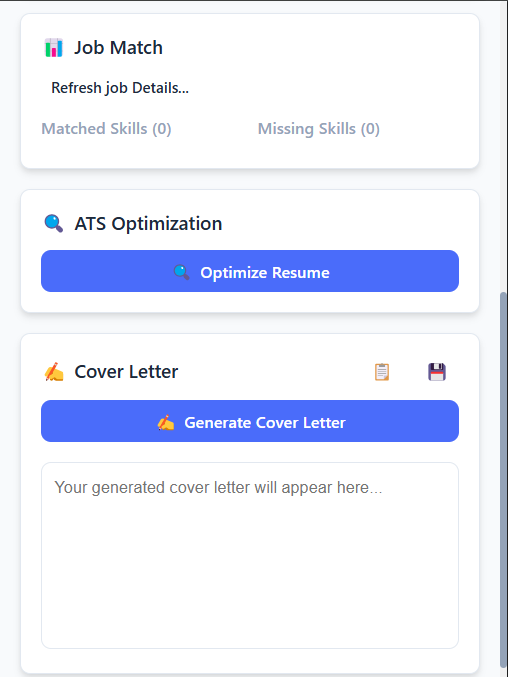 Job Match
Refresh job Details...
Matched Skills (0)
Missing Skills (0)
ATS Optimization
Optimize Resume
Cover Letter
Generate Cover Letter
Your generated cover letter will appear here...